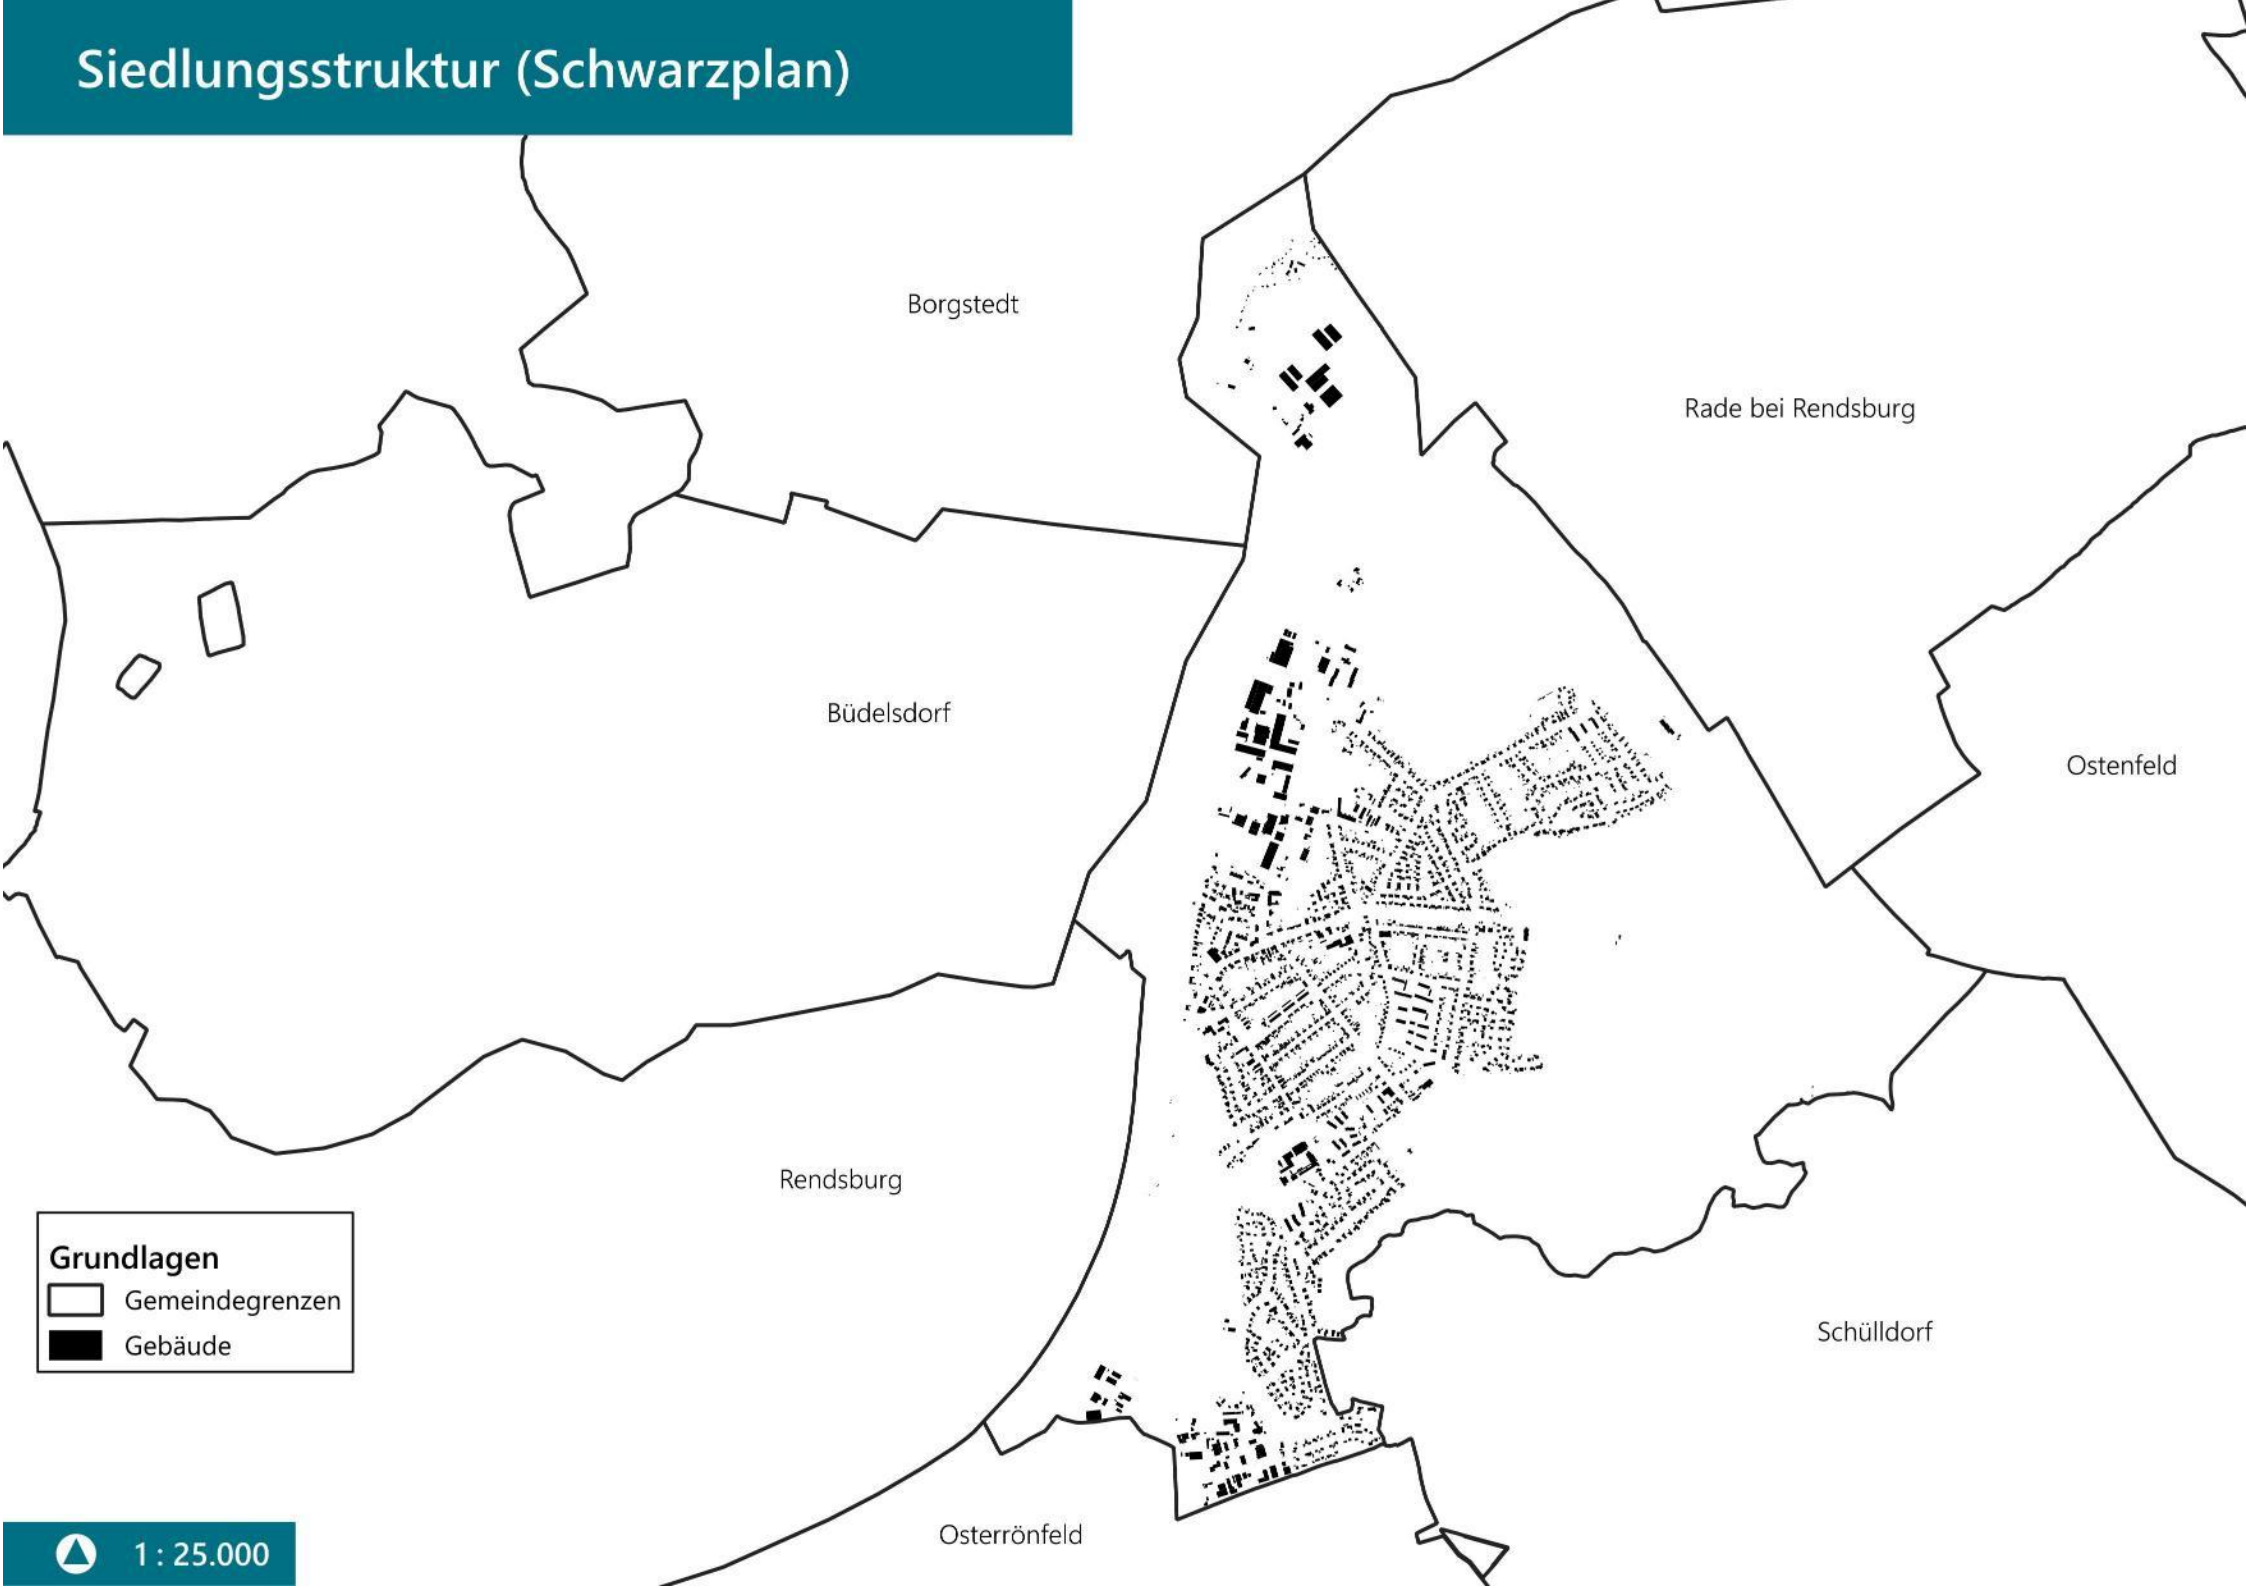 Siedlungsstruktur (Schwarzplan)
Borgstedt
Rade bei Rendsburg
Büdelsdorf
Ostenfeld
Rendsburg
Grundlagen
Gemeindegrenzen
Gebäude
Schülldorf
Osterrönfeld
1 : 25.000